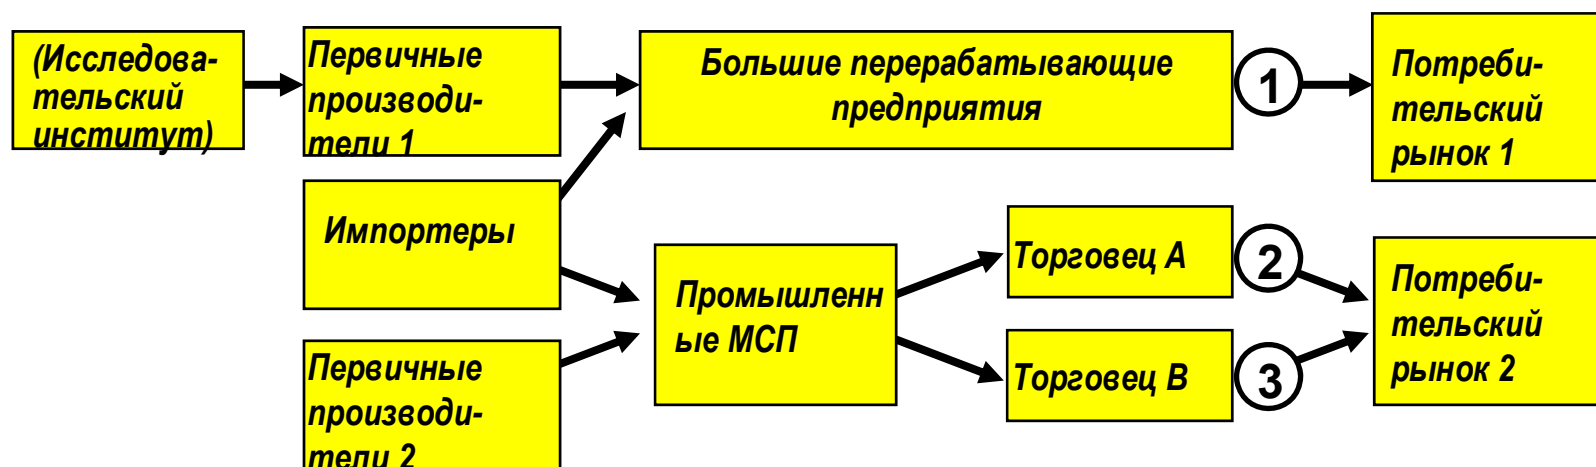 (Исследова-
тельский
институт)
Первичные
производи-
тели 1
Большие перерабатывающие
предприятия
1
Потреби-
тельский
рынок 1
Импортеры
Промышленн
ые МСП
Торговец А
2
Потреби-
тельский
рынок 2
Торговец В
3
Первичные
производи-
тели 2